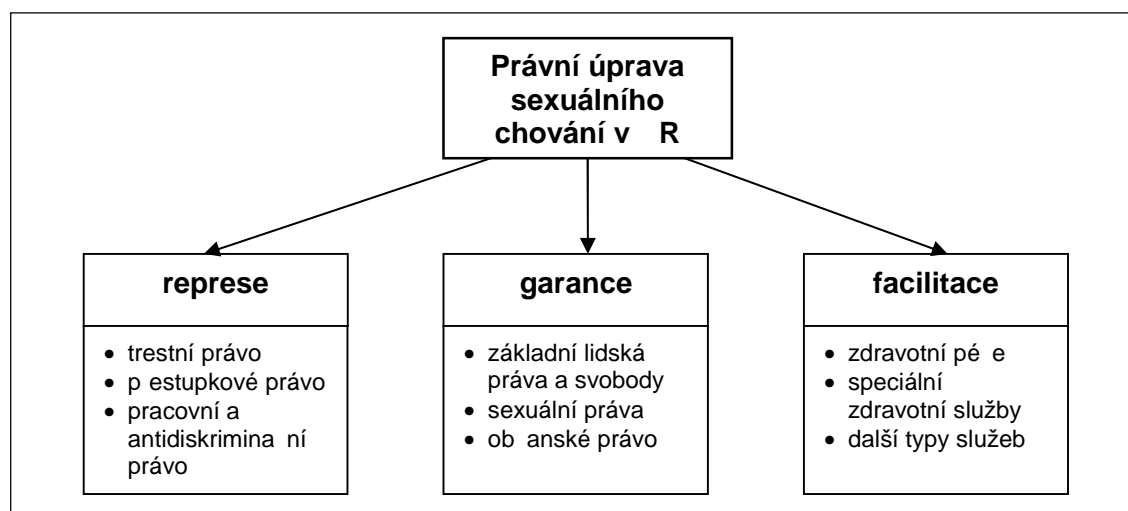 Právní úprava
sexuálního
chování v R
represe
• trestní právo
• p estupkové právo
• pracovní a
antidiskrimina ní
právo
garance
• základní lidská
práva a svobody
• sexuální práva
• ob anské právo
facilitace
• zdravotní pé e
• speciální
zdravotní služby
• další typy služeb